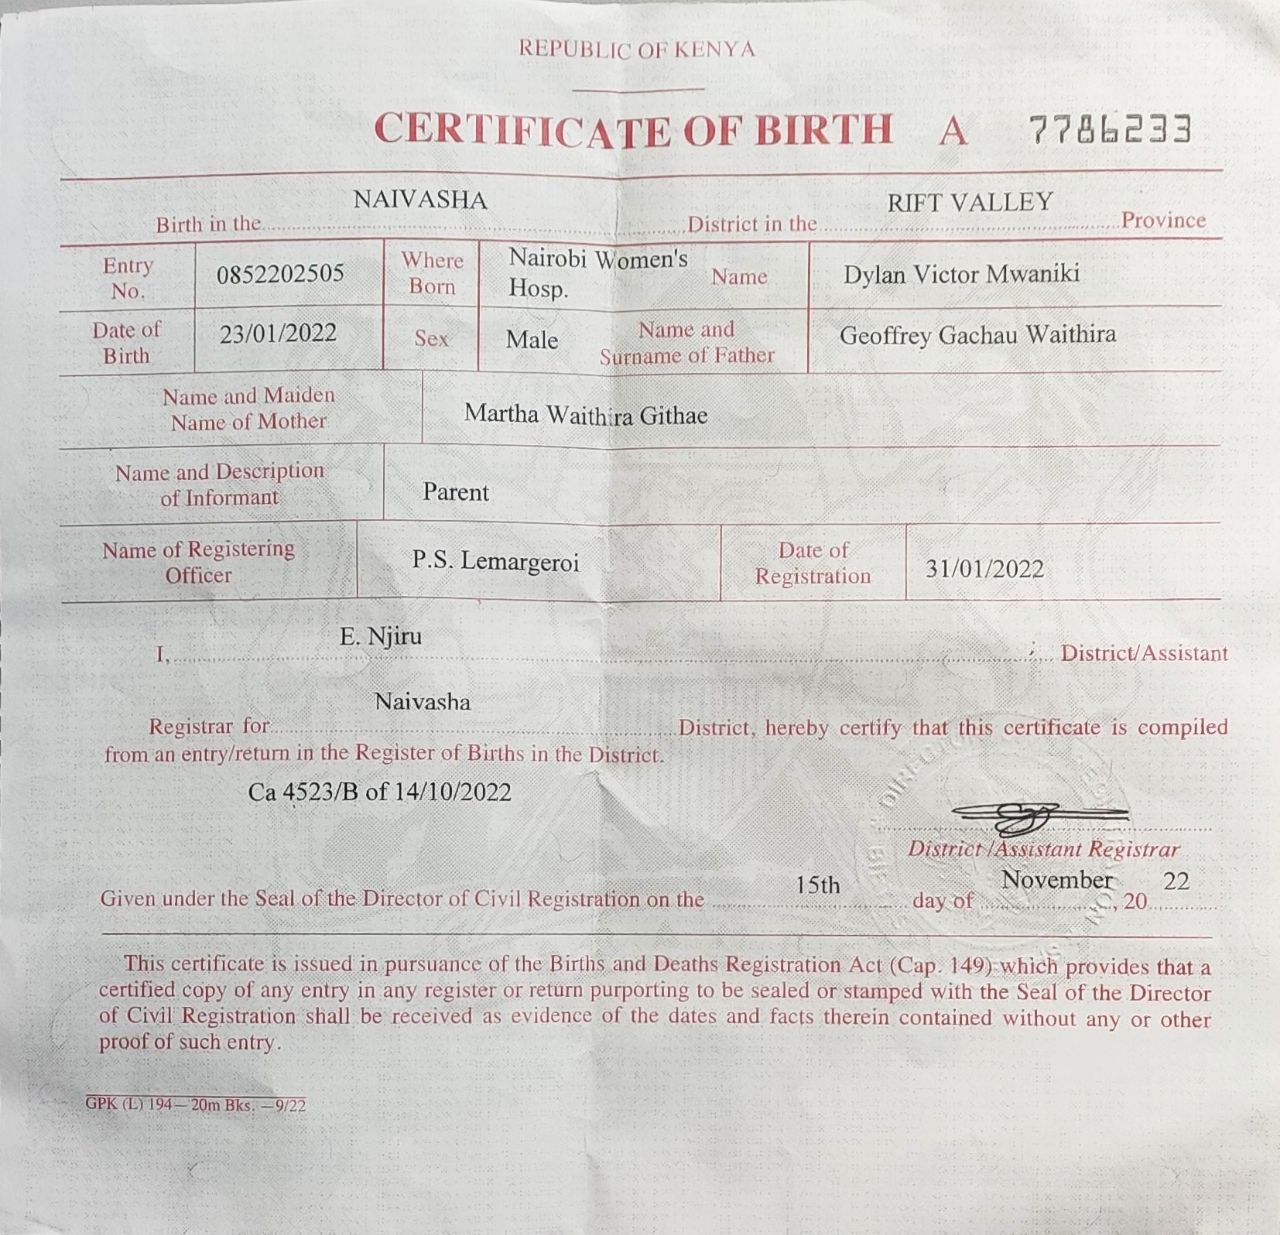 REPUBLIC OF KENYA
CERTIFICATE OF BIRTH A 7786233
Birth in the NAIVASHA District in the RIFT VALLEY Province
Entry No. 0852202505 Where Born Nairobi Women's Hosp. Name Dylan Victor Mwaniki
Date of Birth 23/01/2022 Sex Male Name and Surname of Father Geoffrey Gachau Waithira
Name and Maiden Name of Mother Martha Waithira Githae
Name and Description of Informant Parent
Name of Registering Officer P.S. Lemargeroi Date of Registration 31/01/2022
I, E. Njiru District/Assistant
Registrar for Naivasha District, hereby certify that this certificate is compiled
from an entry/return in the Register of Births in the District.
Ca 4523/B of 14/10/2022
District/Assistant Registrar
Given under the Seal of the Director of Civil Registration on the 15th day of November, 2022
This certificate is issued in pursuance of the Births and Deaths Registration Act (Cap. 149) which provides that a
certified copy of any entry in any register or return purporting to be sealed or stamped with the Seal of the Director
of Civil Registration shall be received as evidence of the dates and facts therein contained without any or other
proof of such entry.
GPK (L) 194—20m Bks.—9/22